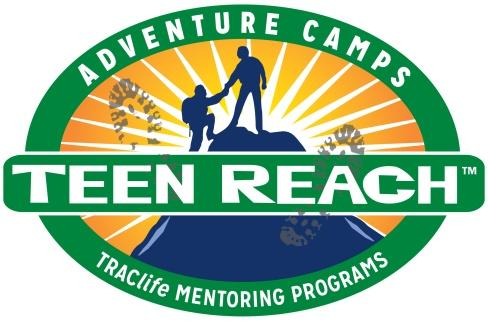 ADVENTURE CAMPS
TEEN REACH™
TRAClife MENTORING PROGRAMS